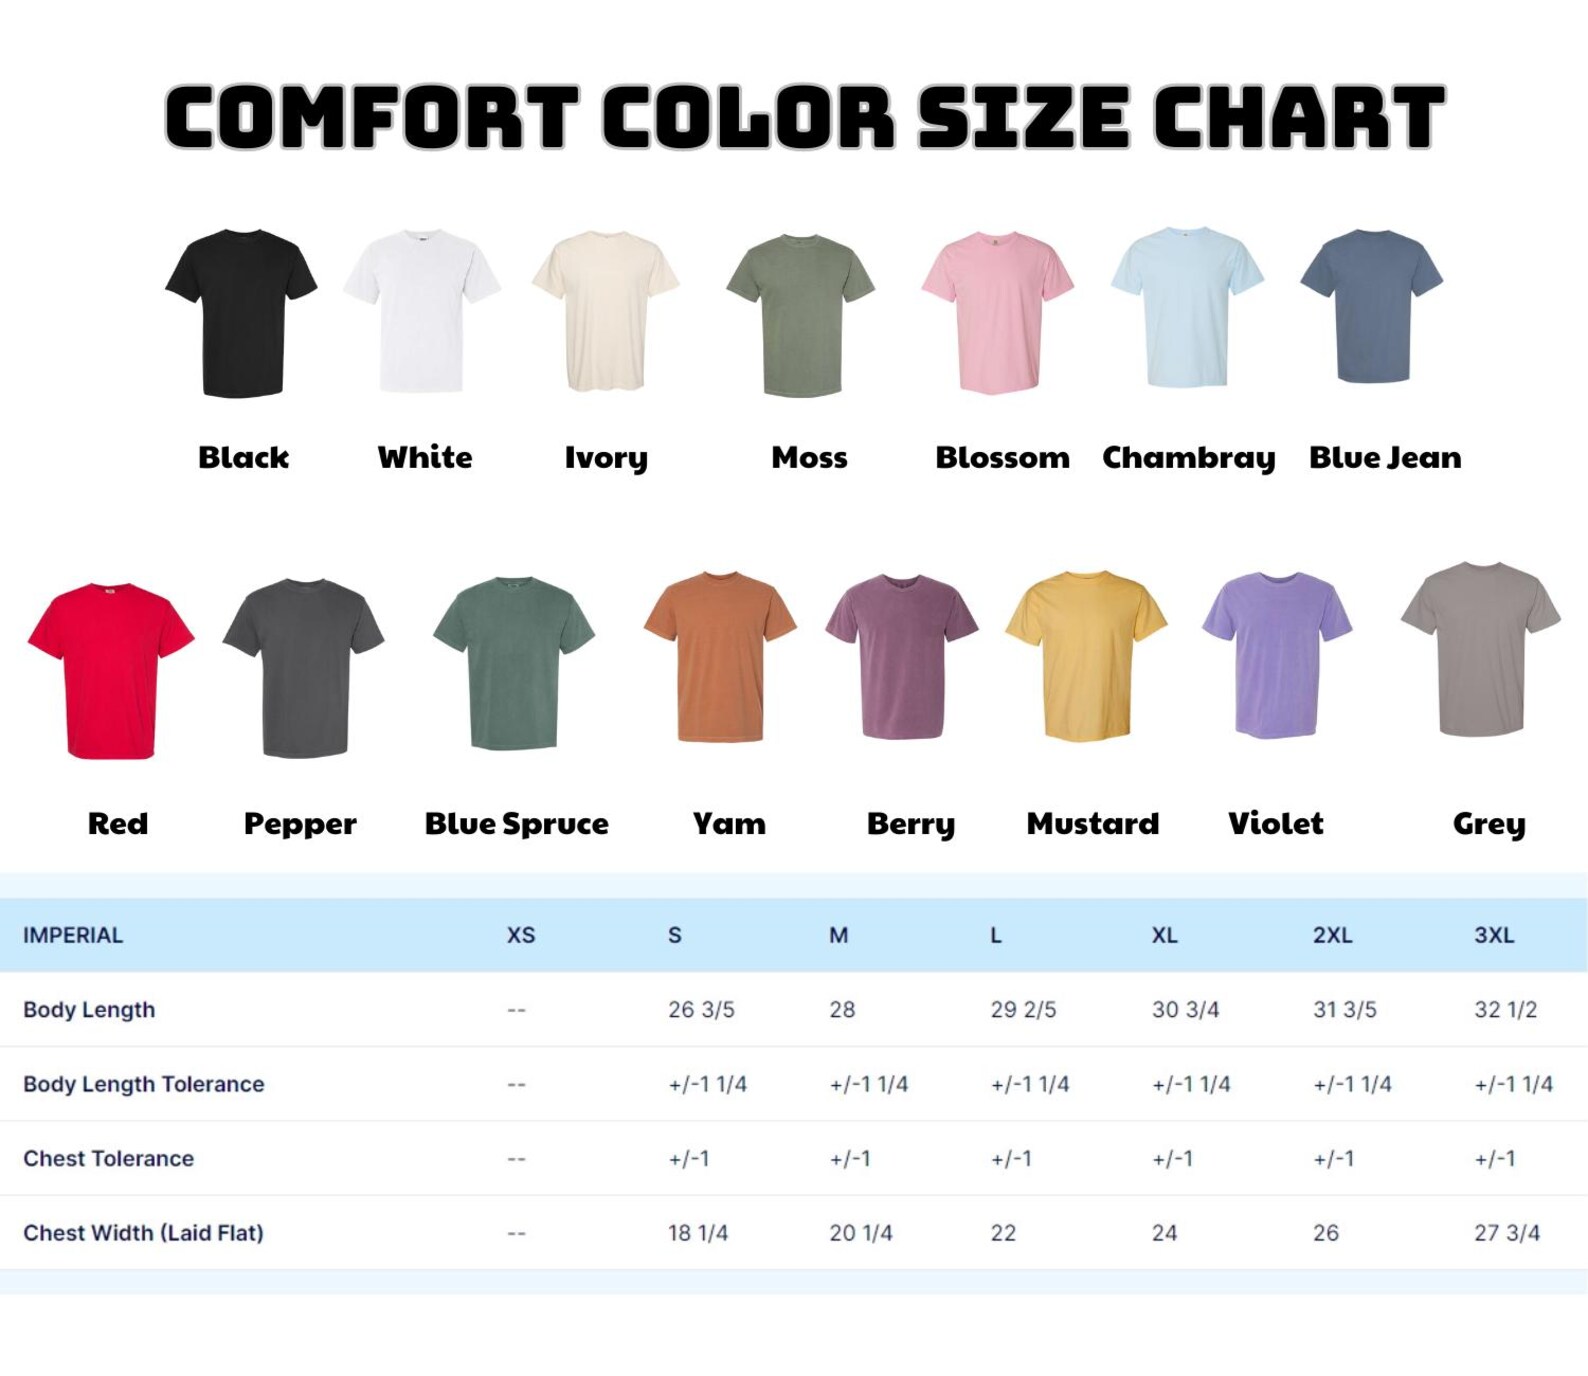 COMFORT COLOR SIZE CHART
Black White Ivory Moss Blossom Chambray Blue Jean
Red Pepper Blue Spruce Yam Berry Mustard Violet Grey
IMPERIAL XS S M L XL 2XL 3XL
Body Length -- 26 3/5 28 29 2/5 30 3/4 31 3/5 32 1/2
Body Length Tolerance -- +/-1 1/4 +/-1 1/4 +/-1 1/4 +/-1 1/4 +/-1 1/4 +/-1 1/4
Chest Tolerance -- +/-1 +/-1 +/-1 +/-1 +/-1 +/-1
Chest Width (Laid Flat) -- 18 1/4 20 1/4 22 24 26 27 3/4